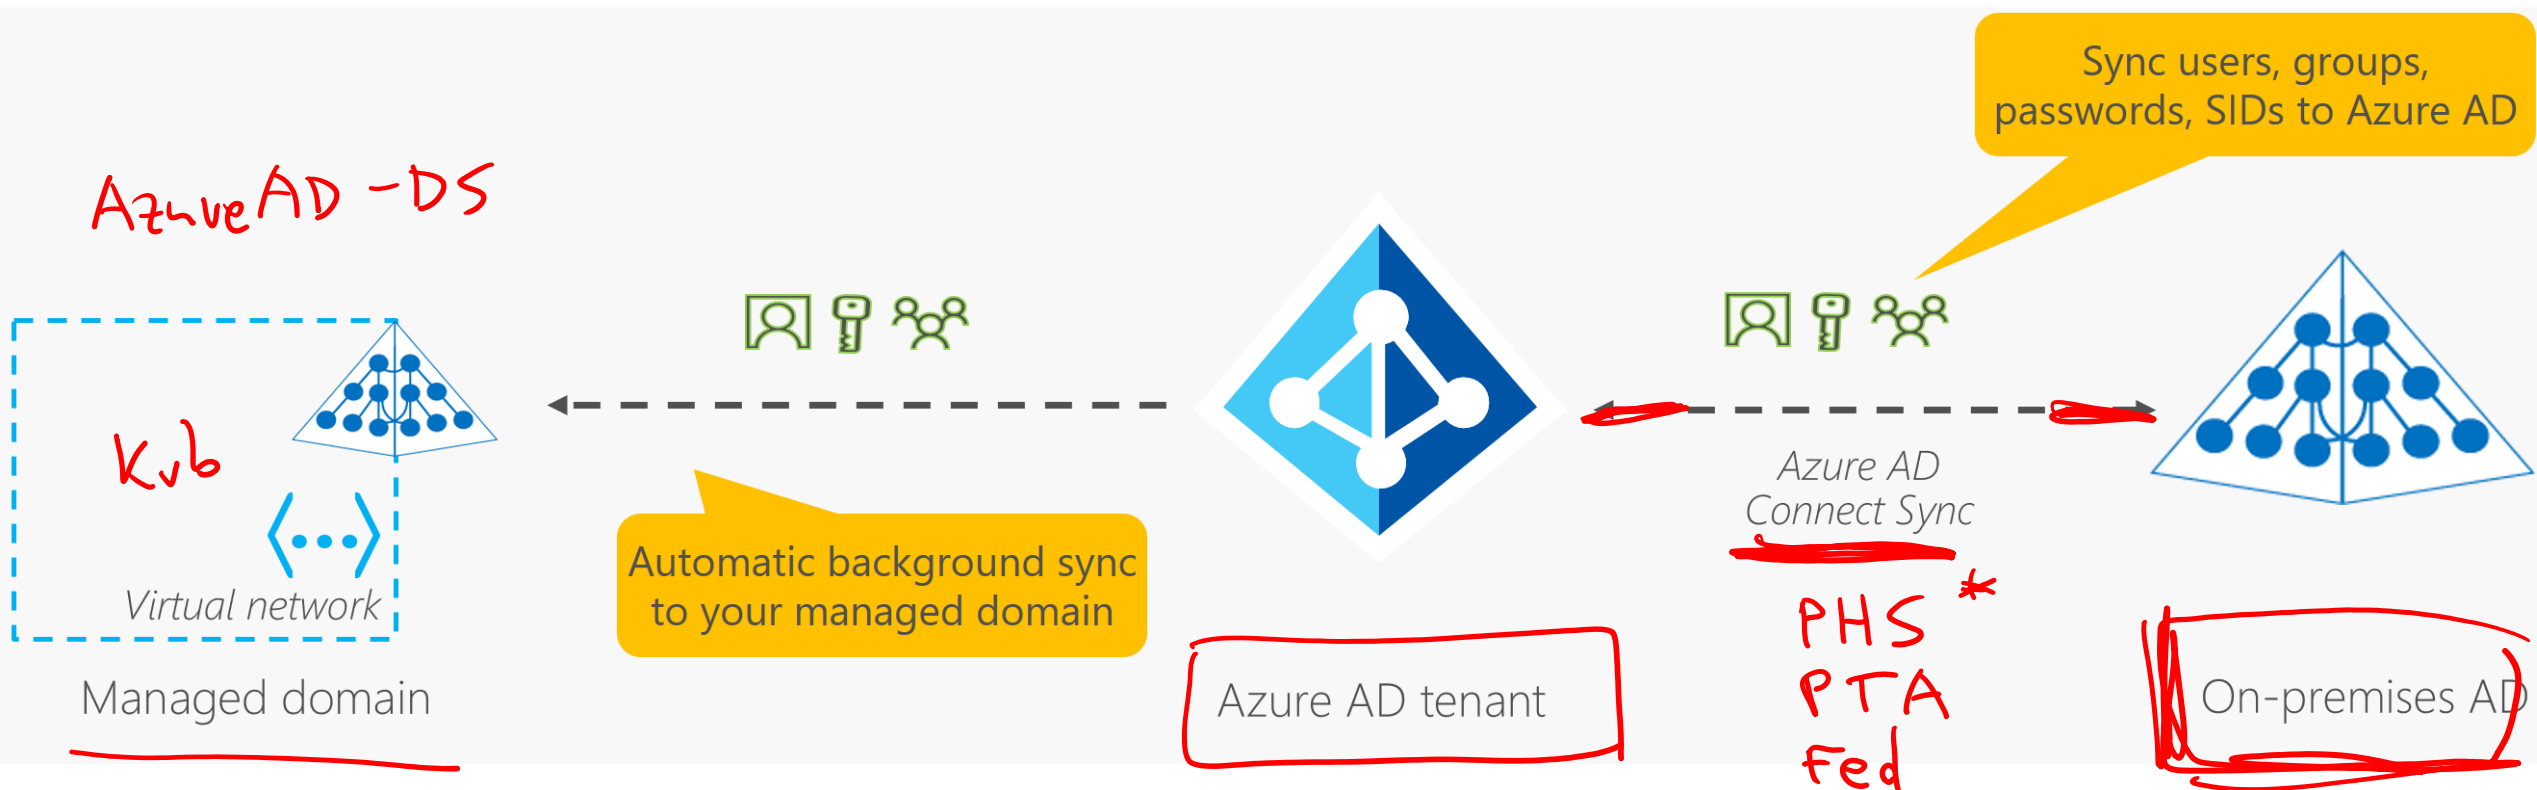 Sync users, groups,
passwords, SIDs to Azure AD
AzureAD-DS
Krb
Virtual network
Managed domain
Automatic background sync
to your managed domain
Azure AD tenant
Azure AD
Connect Sync
PHS *
PTA
Fed
On-premises AD